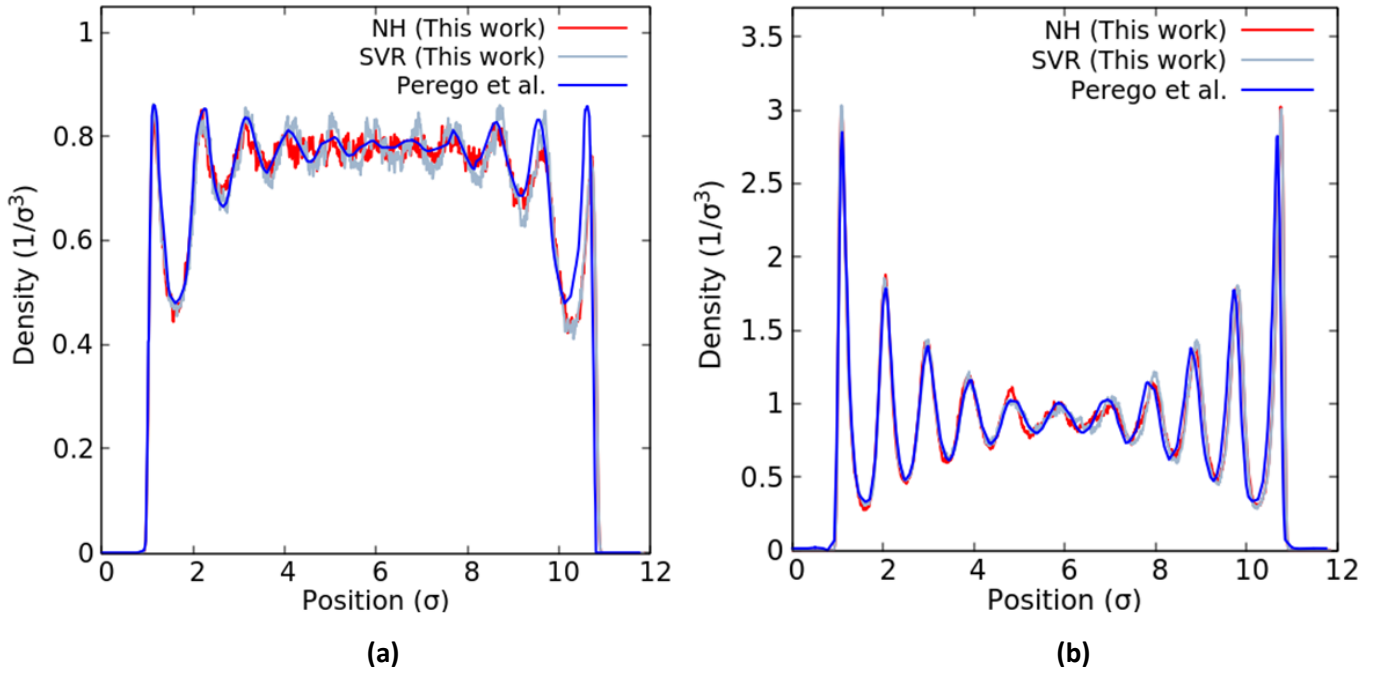 NH (This work)
SVR (This work)
Perego et al.
Density (1/σ³)
1
0.8
0.6
0.4
0.2
0
0 2 4 6 8 10 12
Position (σ)
(a)
NH (This work)
SVR (This work)
Perego et al.
Density (1/σ³)
3.5
3
2.5
2
1.5
1
0.5
0
0 2 4 6 8 10 12
Position (σ)
(b)